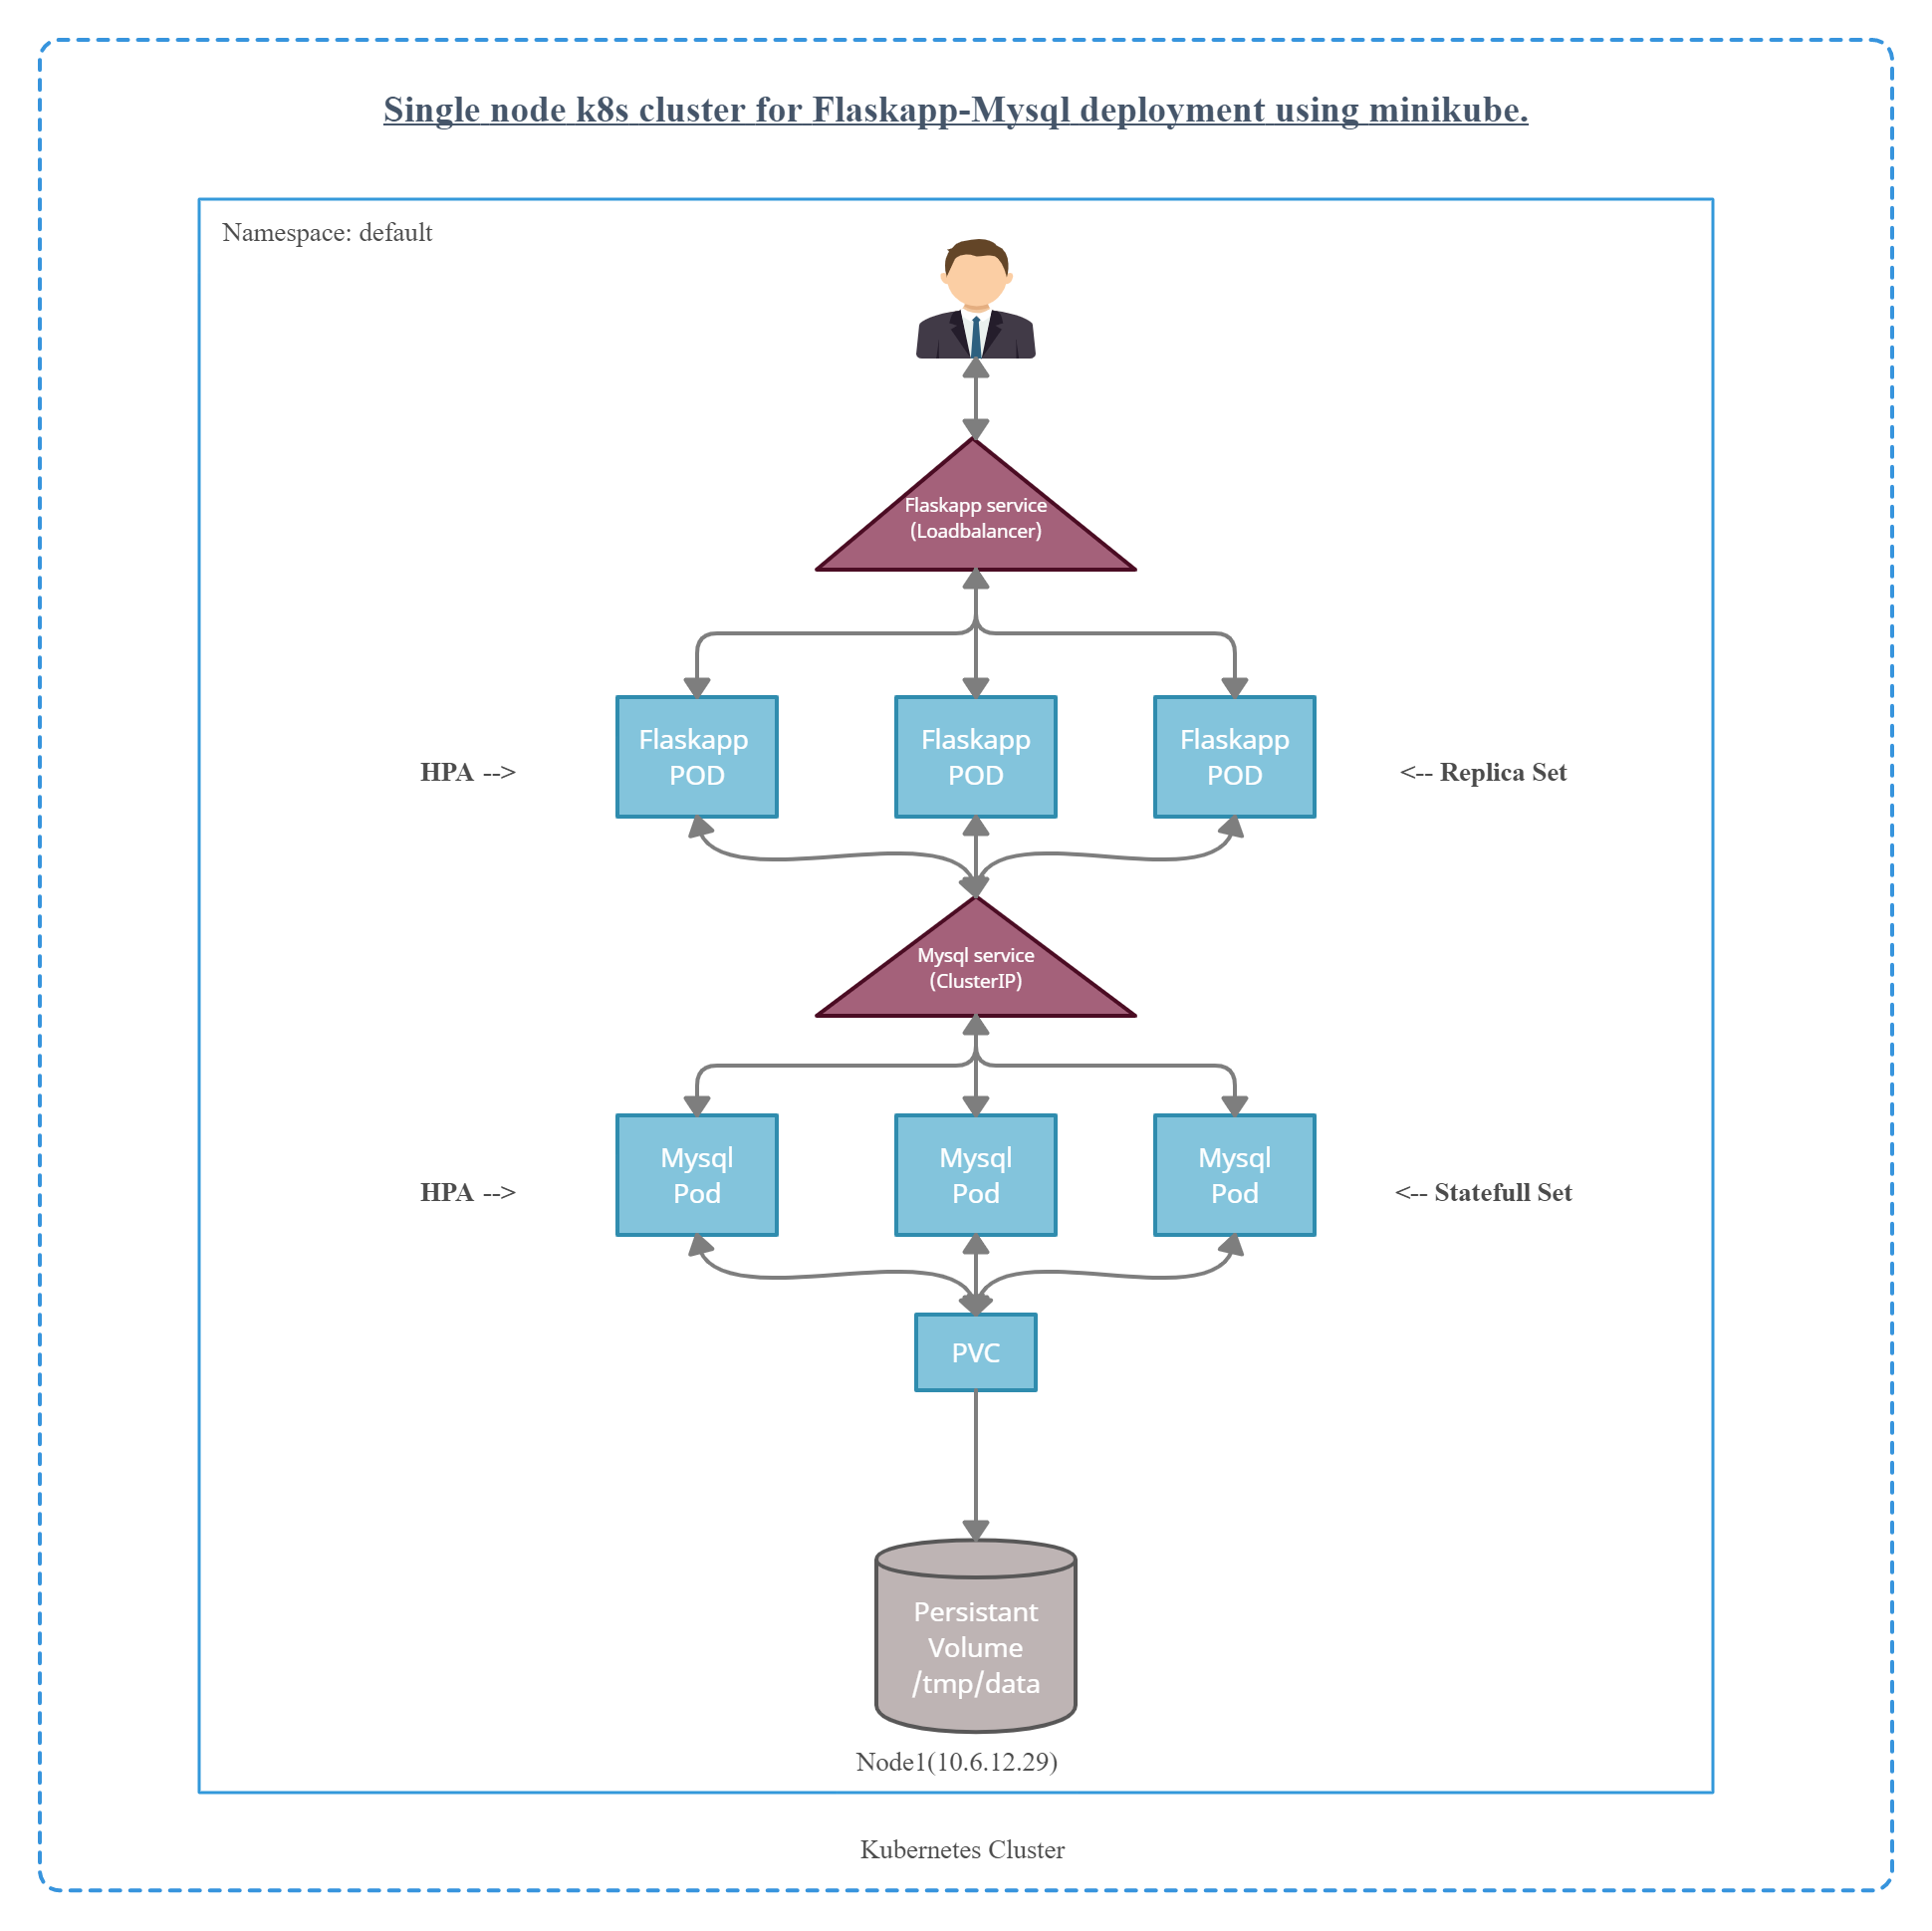 Single node k8s cluster for Flaskapp-Mysql deployment using minikube.
Namespace: default
Flaskapp service
(Loadbalancer)
Flaskapp
POD
Flaskapp
POD
Flaskapp
POD
HPA -->
<-- Replica Set
Mysql service
(ClusterIP)
Mysql
Pod
Mysql
Pod
Mysql
Pod
HPA -->
<-- Statefull Set
PVC
Persistant
Volume
/tmp/data
Node1(10.6.12.29)
Kubernetes Cluster